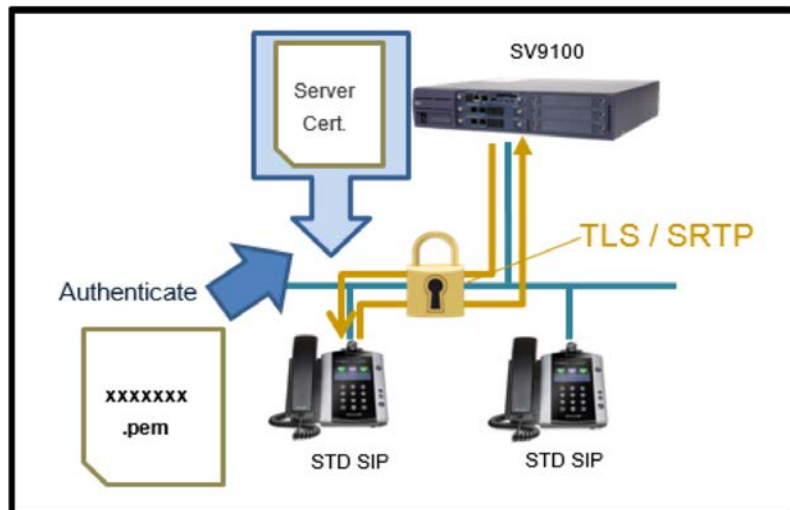 SV9100
Server
Cert.
TLS / SRTP
Authenticate
xxxxxxx
.pem
STD SIP
STD SIP